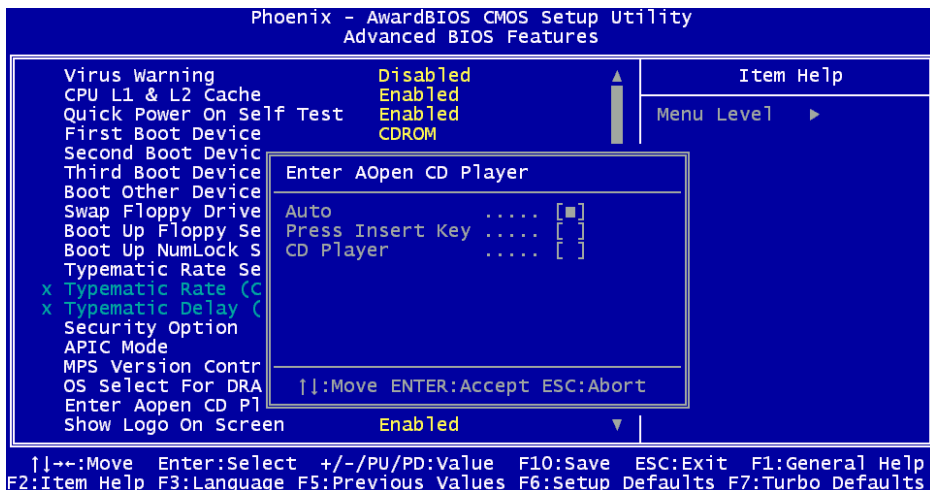 Phoenix - AwardBIOS CMOS Setup Utility
Advanced BIOS Features
Virus Warning Disabled
CPU L1 & L2 Cache Enabled
Quick Power On Self Test Enabled
First Boot Device CDROM
Second Boot Devic
Third Boot Device
Boot Other Device
Swap Floppy Drive
Boot Up Floppy Se
Boot Up NumLock S
Typematic Rate Se
x Typematic Rate (C
x Typematic Delay (
Security Option
APIC Mode
MPS Version Contr
OS Select For DRA
Enter Aopen CD Pl
Show Logo On Screen Enabled
Item Help
Menu Level ▶
Enter AOpen CD Player
Auto ..... [■]
Press Insert Key ..... [ ]
CD Player ..... [ ]
↑↓:Move ENTER:Accept ESC:Abort
↑↓→←:Move Enter:Select +/-/PU/PD:Value F10:Save ESC:Exit F1:General Help
F2:Item Help F3:Language F5:Previous Values F6:Setup Defaults F7:Turbo Defaults